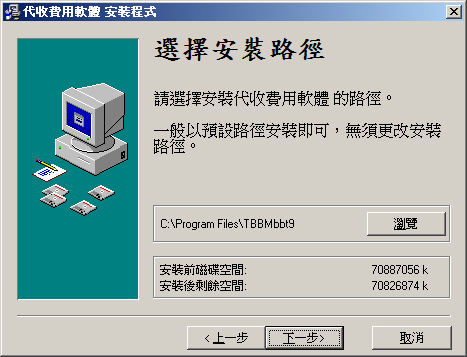 代收費用軟體 安裝程式
選擇安裝路徑
請選擇安裝代收費用軟體 的路徑。
一般以預設路徑安裝即可，無須更改安裝
路徑。
C:\Program Files\TBBMbbt9
瀏覽
安裝前磁碟空間: 70887056 k
安裝後剩餘空間: 70826874 k
<上一步
下一步>
取消